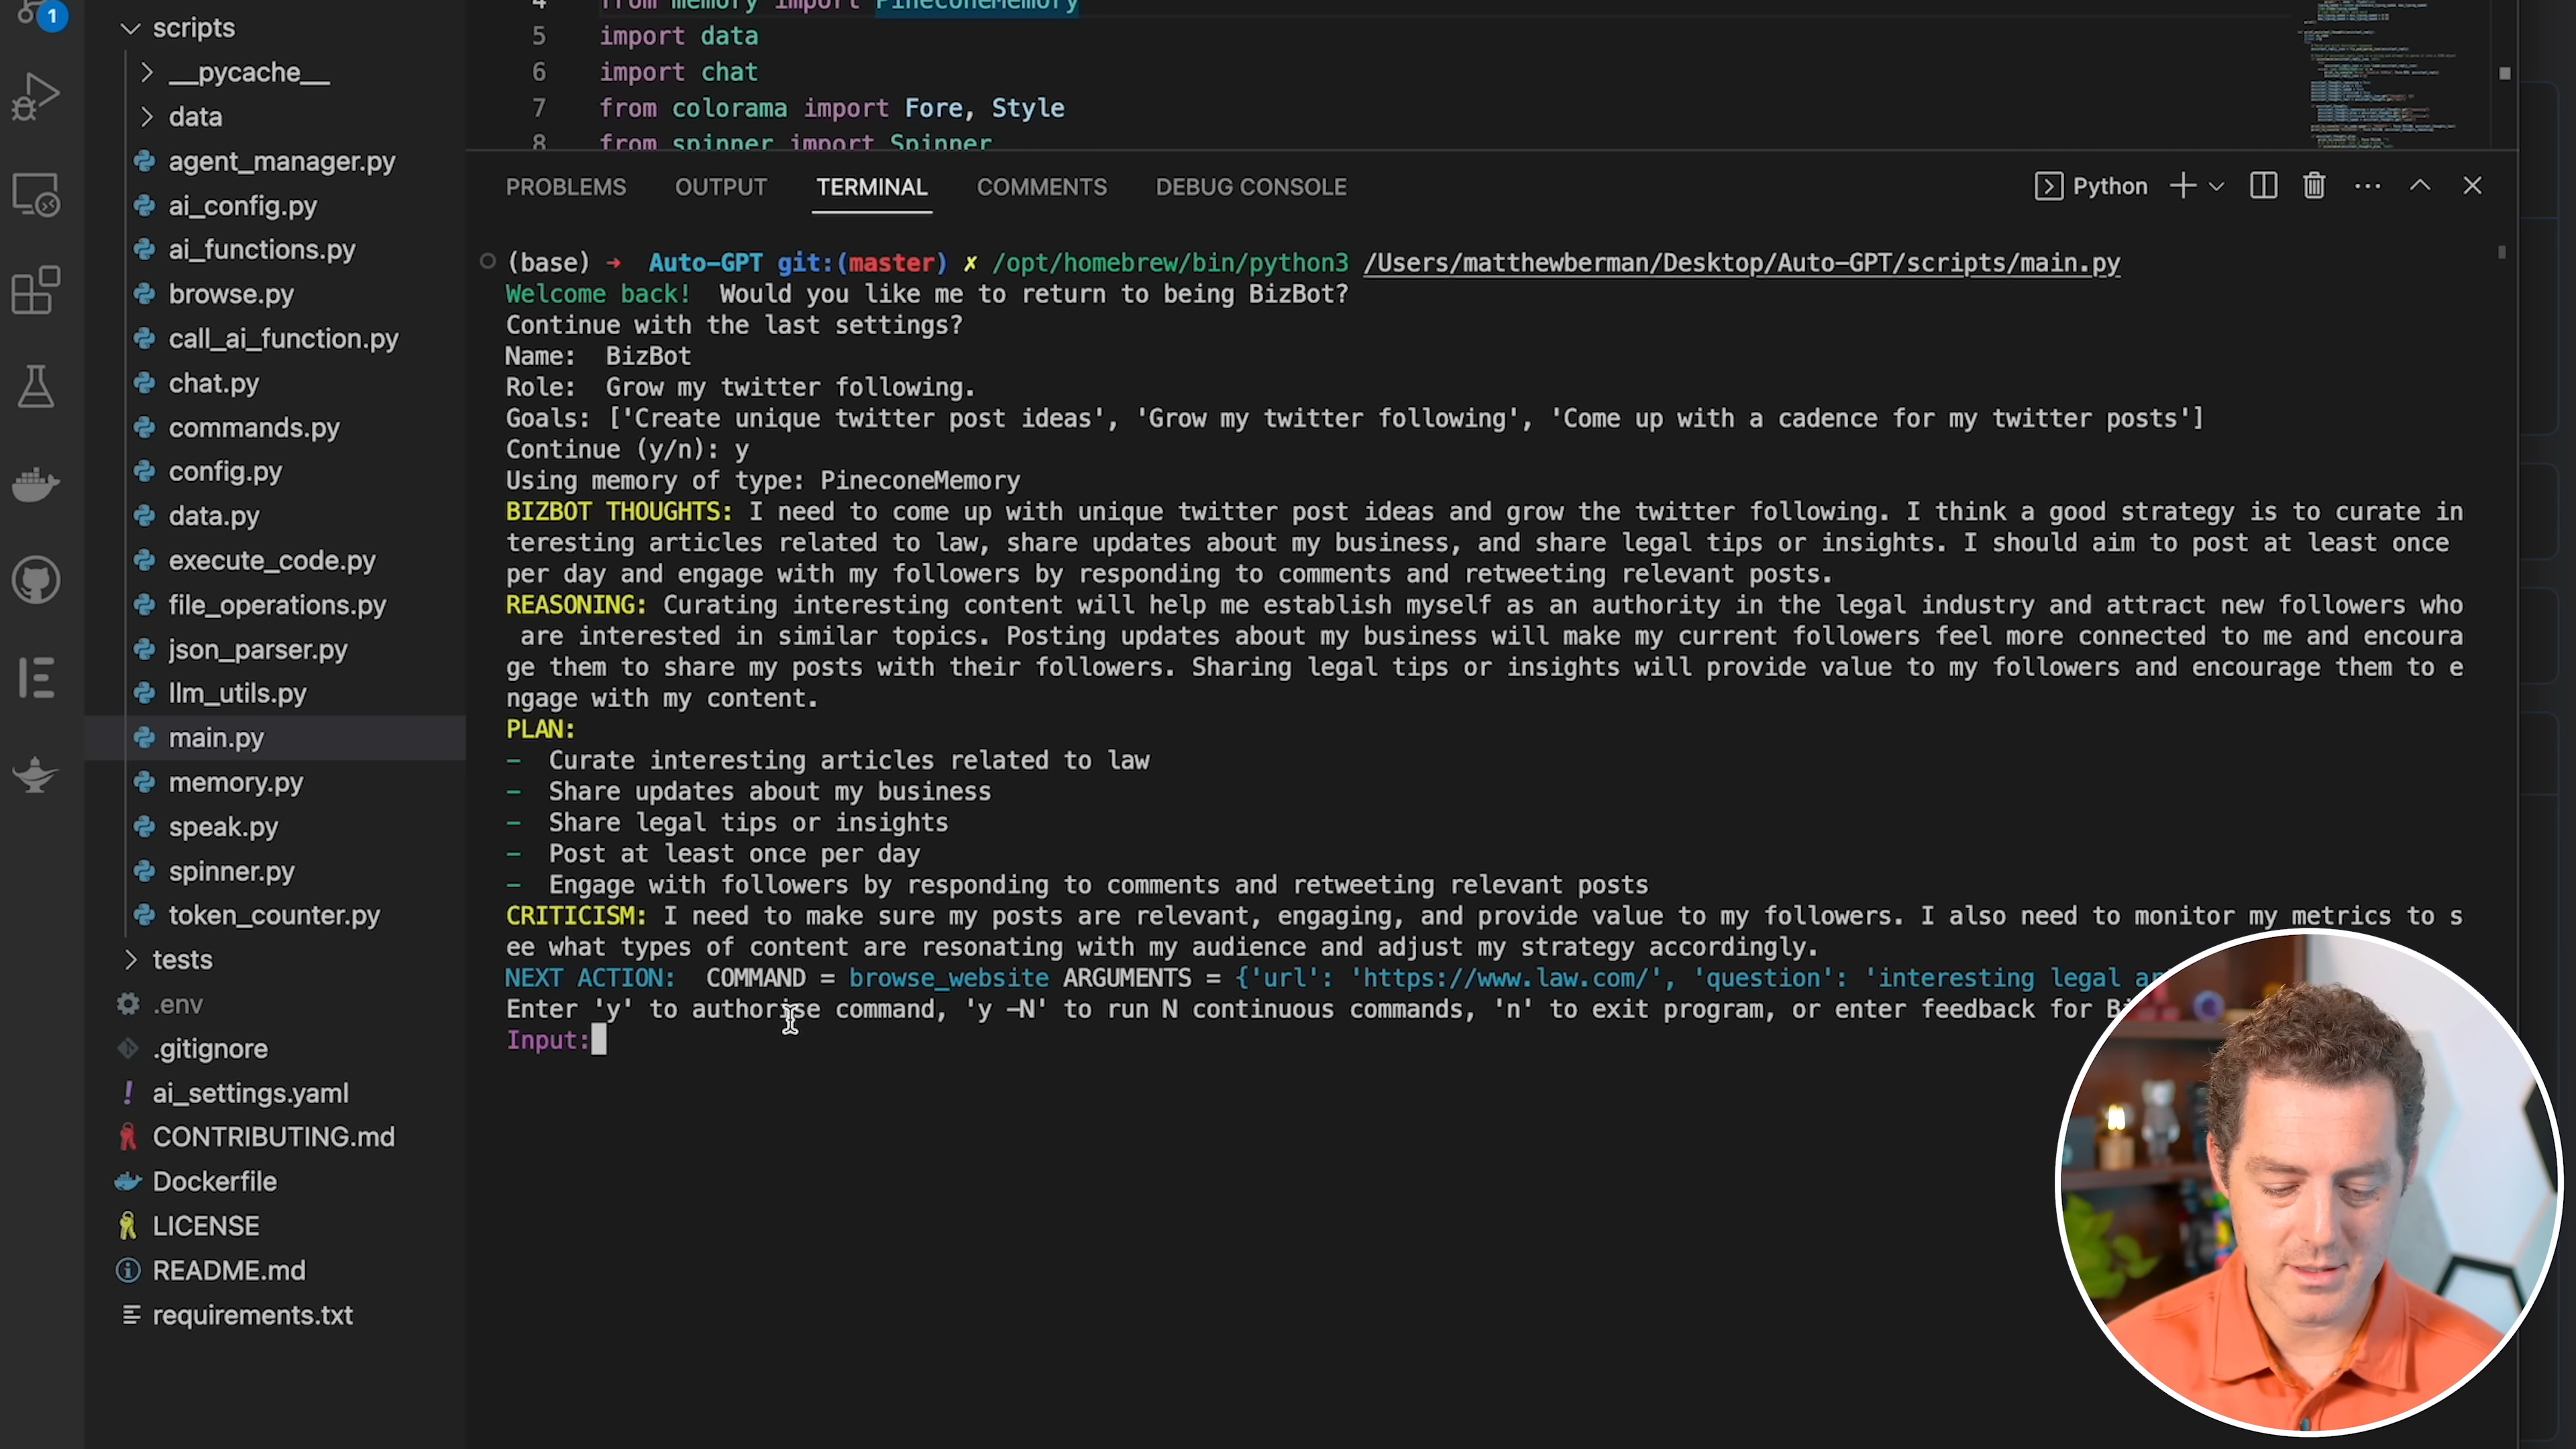 1
scripts
__pycache__
data
agent_manager.py
ai_config.py
ai_functions.py
browse.py
call_ai_function.py
chat.py
commands.py
config.py
data.py
execute_code.py
file_operations.py
json_parser.py
llm_utils.py
main.py
memory.py
speak.py
spinner.py
token_counter.py
tests
.env
.gitignore
ai_settings.yaml
CONTRIBUTING.md
Dockerfile
LICENSE
README.md
requirements.txt
4 from memory import PineconeMemory
5 import data
6 import chat
7 from colorama import Fore, Style
8 from spinner import Spinner
PROBLEMS OUTPUT TERMINAL COMMENTS DEBUG CONSOLE Python
(base) → Auto-GPT git:(master) ✗ /opt/homebrew/bin/python3 /Users/matthewberman/Desktop/Auto-GPT/scripts/main.py
Welcome back! Would you like me to return to being BizBot?
Continue with the last settings?
Name: BizBot
Role: Grow my twitter following.
Goals: ['Create unique twitter post ideas', 'Grow my twitter following', 'Come up with a cadence for my twitter posts']
Continue (y/n): y
Using memory of type: PineconeMemory
BIZBOT THOUGHTS: I need to come up with unique twitter post ideas and grow the twitter following. I think a good strategy is to curate in
teresting articles related to law, share updates about my business, and share legal tips or insights. I should aim to post at least once
per day and engage with my followers by responding to comments and retweeting relevant posts.
REASONING: Curating interesting content will help me establish myself as an authority in the legal industry and attract new followers who
are interested in similar topics. Posting updates about my business will make my current followers feel more connected to me and encoura
ge them to share my posts with their followers. Sharing legal tips or insights will provide value to my followers and encourage them to e
ngage with my content.
PLAN:
- Curate interesting articles related to law
- Share updates about my business
- Share legal tips or insights
- Post at least once per day
- Engage with followers by responding to comments and retweeting relevant posts
CRITICISM: I need to make sure my posts are relevant, engaging, and provide value to my followers. I also need to monitor my metrics to s
ee what types of content are resonating with my audience and adjust my strategy accordingly.
NEXT ACTION: COMMAND = browse_website ARGUMENTS = {'url': 'https://www.law.com/', 'question': 'interesting legal
Enter 'y' to authorise command, 'y -N' to run N continuous commands, 'n' to exit program, or enter feedback for
Input: